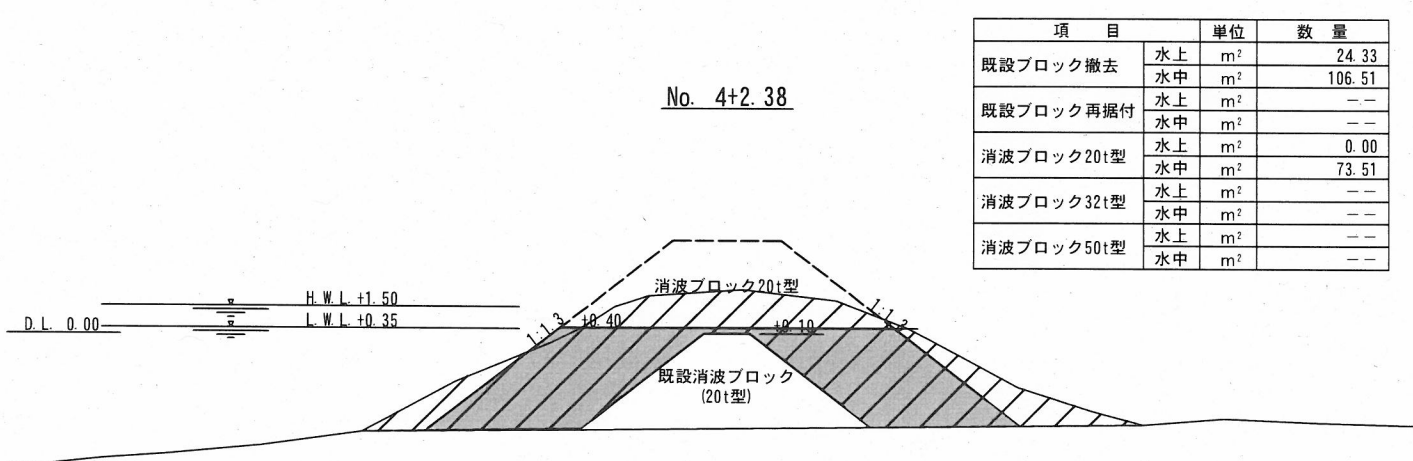 No. 4+2.38
項 目 単位 数 量
既設ブロック撤去 水上 m² 24.33
水中 m² 106.51
既設ブロック再据付 水上 m² --
水中 m² --
消波ブロック20t型 水上 m² 0.00
水中 m² 73.51
消波ブロック32t型 水上 m² --
水中 m² --
消波ブロック50t型 水上 m² --
水中 m² --
消波ブロック20t型
H.W.L.+1.50
D.L. 0.00
L.W.L.+0.35
1:1.3
+0.40
+0.10
1:1.3
既設消波ブロック
(20t型)